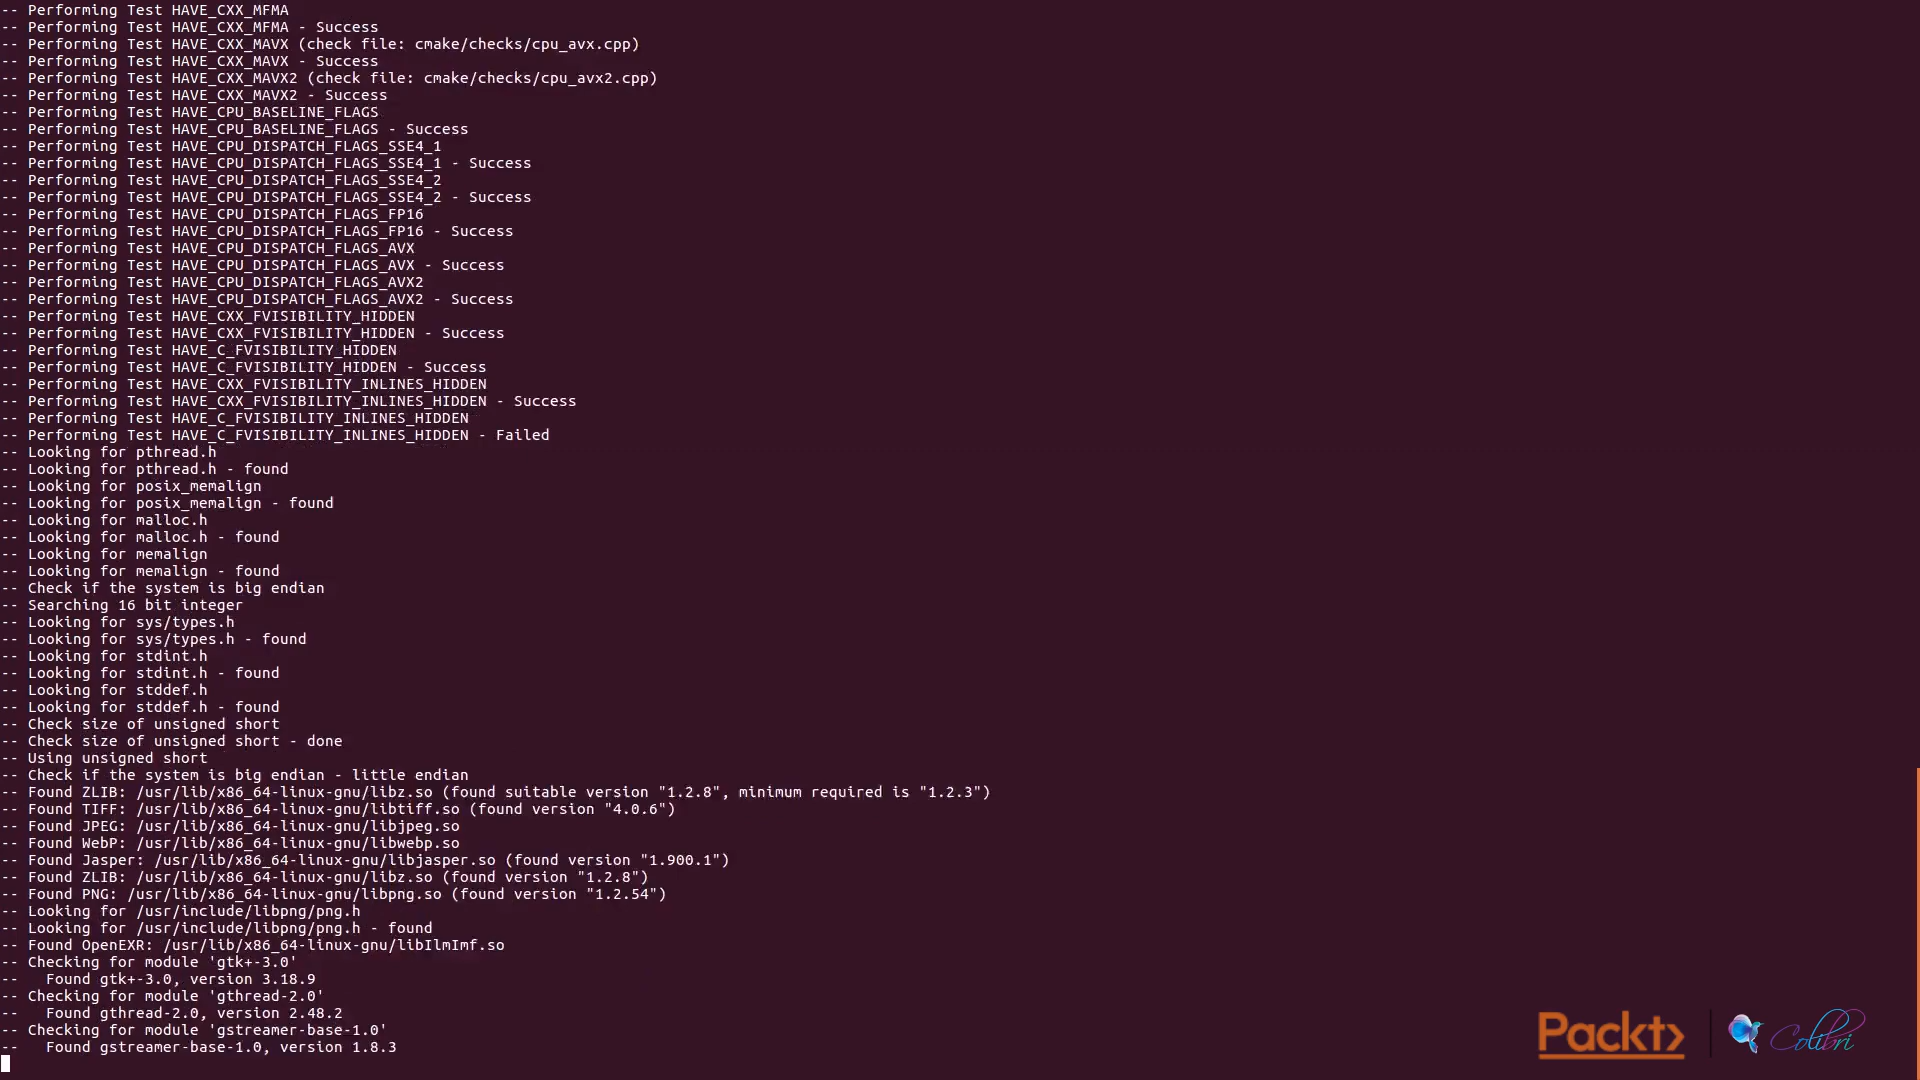 -- Performing Test HAVE_CXX_MFMA
-- Performing Test HAVE_CXX_MFMA - Success
-- Performing Test HAVE_CXX_MAVX (check file: cmake/checks/cpu_avx.cpp)
-- Performing Test HAVE_CXX_MAVX - Success
-- Performing Test HAVE_CXX_MAVX2 (check file: cmake/checks/cpu_avx2.cpp)
-- Performing Test HAVE_CXX_MAVX2 - Success
-- Performing Test HAVE_CPU_BASELINE_FLAGS
-- Performing Test HAVE_CPU_BASELINE_FLAGS - Success
-- Performing Test HAVE_CPU_DISPATCH_FLAGS_SSE4_1
-- Performing Test HAVE_CPU_DISPATCH_FLAGS_SSE4_1 - Success
-- Performing Test HAVE_CPU_DISPATCH_FLAGS_SSE4_2
-- Performing Test HAVE_CPU_DISPATCH_FLAGS_SSE4_2 - Success
-- Performing Test HAVE_CPU_DISPATCH_FLAGS_FP16
-- Performing Test HAVE_CPU_DISPATCH_FLAGS_FP16 - Success
-- Performing Test HAVE_CPU_DISPATCH_FLAGS_AVX
-- Performing Test HAVE_CPU_DISPATCH_FLAGS_AVX - Success
-- Performing Test HAVE_CPU_DISPATCH_FLAGS_AVX2
-- Performing Test HAVE_CPU_DISPATCH_FLAGS_AVX2 - Success
-- Performing Test HAVE_CXX_FVISIBILITY_HIDDEN
-- Performing Test HAVE_CXX_FVISIBILITY_HIDDEN - Success
-- Performing Test HAVE_C_FVISIBILITY_HIDDEN
-- Performing Test HAVE_C_FVISIBILITY_HIDDEN - Success
-- Performing Test HAVE_CXX_FVISIBILITY_INLINES_HIDDEN
-- Performing Test HAVE_CXX_FVISIBILITY_INLINES_HIDDEN - Success
-- Performing Test HAVE_C_FVISIBILITY_INLINES_HIDDEN
-- Performing Test HAVE_C_FVISIBILITY_INLINES_HIDDEN - Failed
-- Looking for pthread.h
-- Looking for pthread.h - found
-- Looking for posix_memalign
-- Looking for posix_memalign - found
-- Looking for malloc.h
-- Looking for malloc.h - found
-- Looking for memalign
-- Looking for memalign - found
-- Check if the system is big endian
-- Searching 16 bit integer
-- Looking for sys/types.h
-- Looking for sys/types.h - found
-- Looking for stdint.h
-- Looking for stdint.h - found
-- Looking for stddef.h
-- Looking for stddef.h - found
-- Check size of unsigned short
-- Check size of unsigned short - done
-- Using unsigned short
-- Check if the system is big endian - little endian
-- Found ZLIB: /usr/lib/x86_64-linux-gnu/libz.so (found suitable version "1.2.8", minimum required is "1.2.3")
-- Found TIFF: /usr/lib/x86_64-linux-gnu/libtiff.so (found version "4.0.6")
-- Found JPEG: /usr/lib/x86_64-linux-gnu/libjpeg.so
-- Found WebP: /usr/lib/x86_64-linux-gnu/libwebp.so
-- Found Jasper: /usr/lib/x86_64-linux-gnu/libjasper.so (found version "1.900.1")
-- Found ZLIB: /usr/lib/x86_64-linux-gnu/libz.so (found version "1.2.8")
-- Found PNG: /usr/lib/x86_64-linux-gnu/libpng.so (found version "1.2.54")
-- Looking for /usr/include/libpng/png.h
-- Looking for /usr/include/libpng/png.h - found
-- Found OpenEXR: /usr/lib/x86_64-linux-gnu/libIlmImf.so
-- Checking for module 'gtk+-3.0'
--   Found gtk+-3.0, version 3.18.9
-- Checking for module 'gthread-2.0'
--   Found gthread-2.0, version 2.48.2
-- Checking for module 'gstreamer-base-1.0'
--   Found gstreamer-base-1.0, version 1.8.3
Packt>
Colibri